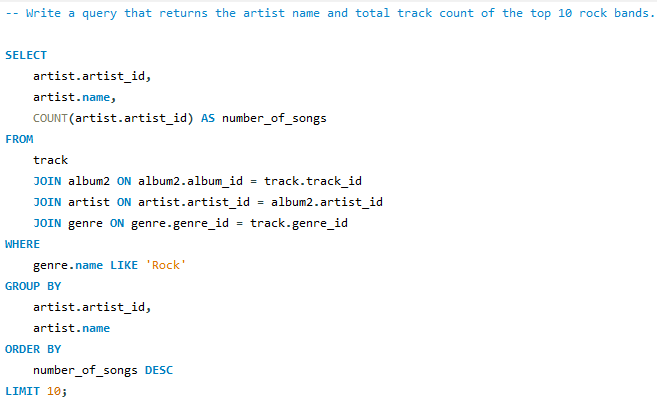 -- Write a query that returns the artist name and total track count of the top 10 rock bands.
SELECT
artist.artist_id,
artist.name,
COUNT(artist.artist_id) AS number_of_songs
FROM
track
JOIN album2 ON album2.album_id = track.track_id
JOIN artist ON artist.artist_id = album2.artist_id
JOIN genre ON genre.genre_id = track.genre_id
WHERE
genre.name LIKE 'Rock'
GROUP BY
artist.artist_id,
artist.name
ORDER BY
number_of_songs DESC
LIMIT 10;